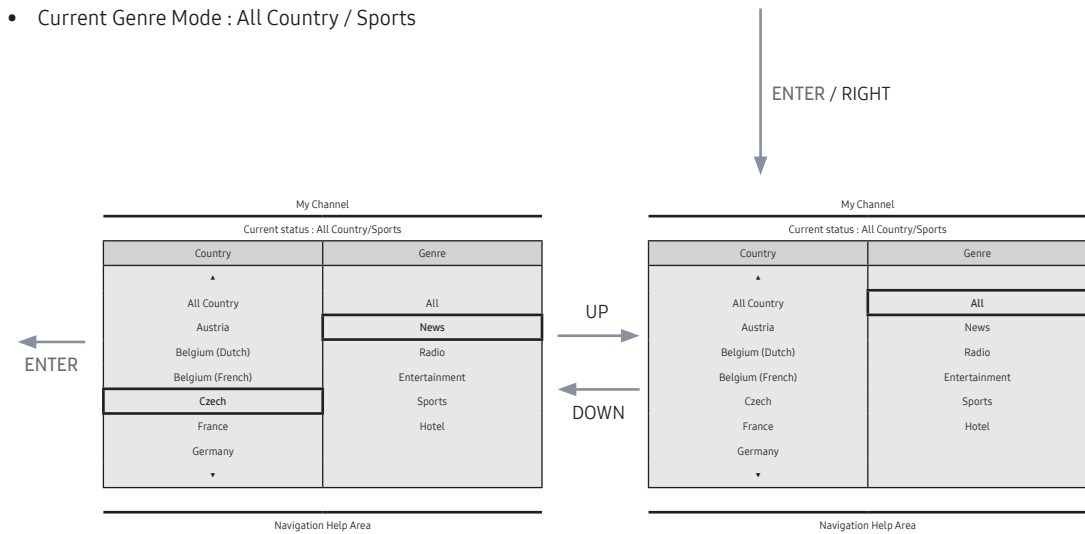 • Current Genre Mode : All Country / Sports
ENTER / RIGHT
My Channel
Current status : All Country/Sports
Country Genre
▲
All Country All
Austria News
Belgium (Dutch) Radio
Belgium (French) Entertainment
Czech Sports
France Hotel
Germany
▼
Navigation Help Area
ENTER
UP
DOWN
My Channel
Current status : All Country/Sports
Country Genre
▲
All Country All
Austria News
Belgium (Dutch) Radio
Belgium (French) Entertainment
Czech Sports
France Hotel
Germany
▼
Navigation Help Area